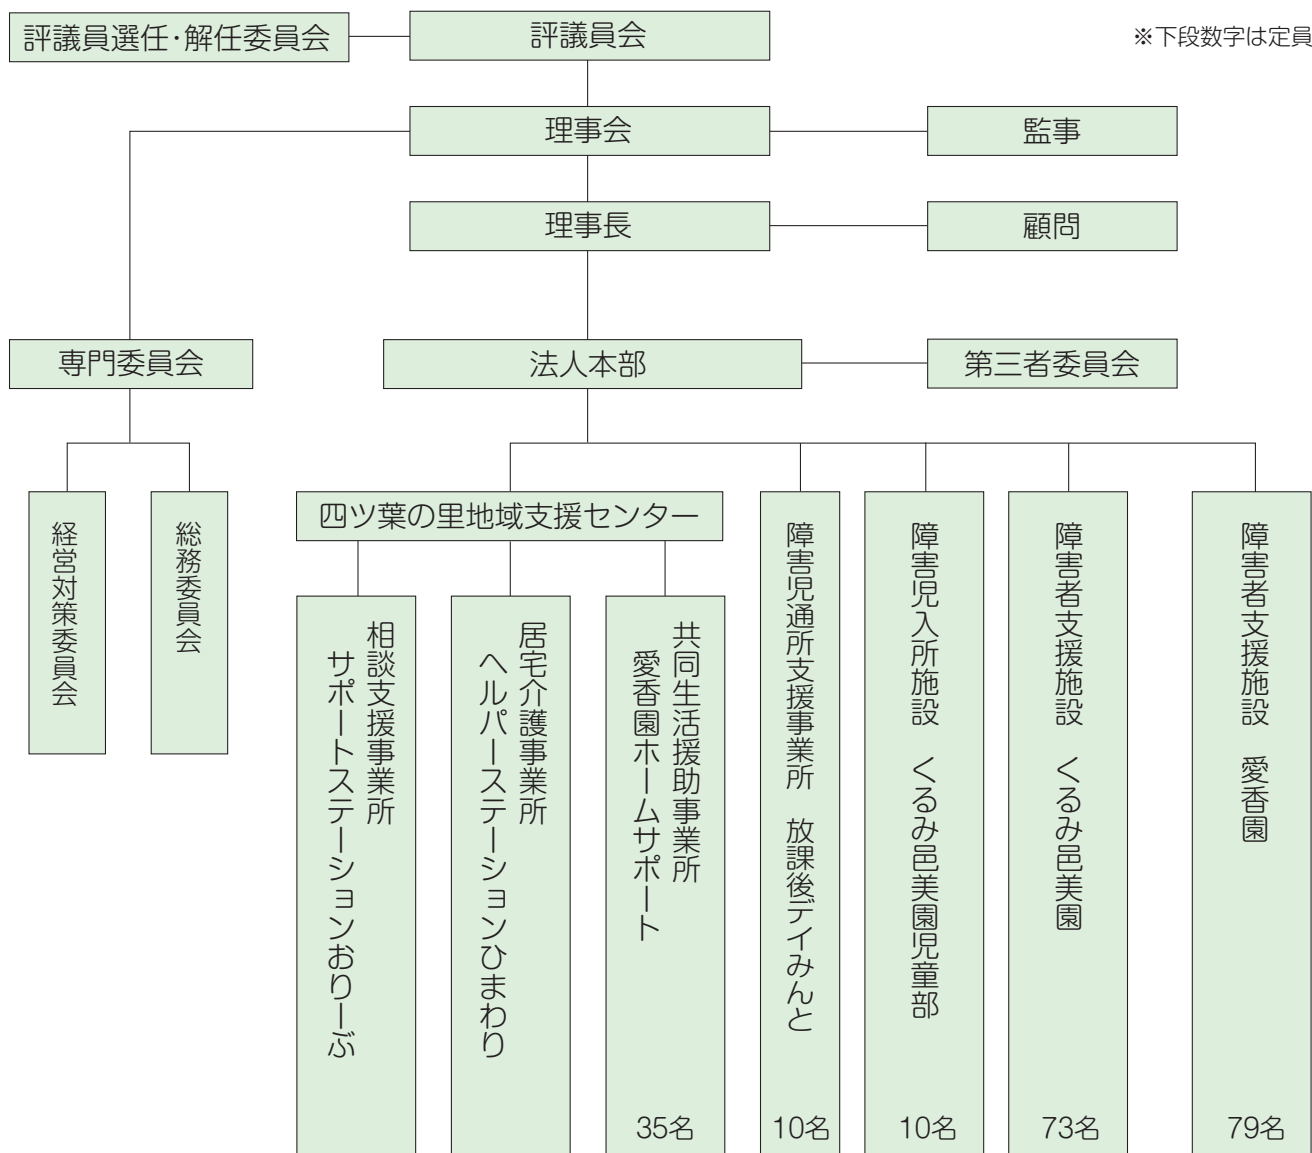 評議員選任・解任委員会
評議員会
※下段数字は定員
理事会
監事
理事長
顧問
専門委員会
法人本部
第三者委員会
経営対策委員会
総務委員会
四ツ葉の里地域支援センター
相談支援事業所
サポートステーションおりーぶ
居宅介護事業所
ヘルパーステーションひまわり
共同生活援助事業所
愛香園ホームサポート
35名
障害児通所支援事業所 放課後デイみんと
10名
障害児入所施設 くるみ邑美園児童部
10名
障害者支援施設 くるみ邑美園
73名
障害者支援施設 愛香園
79名